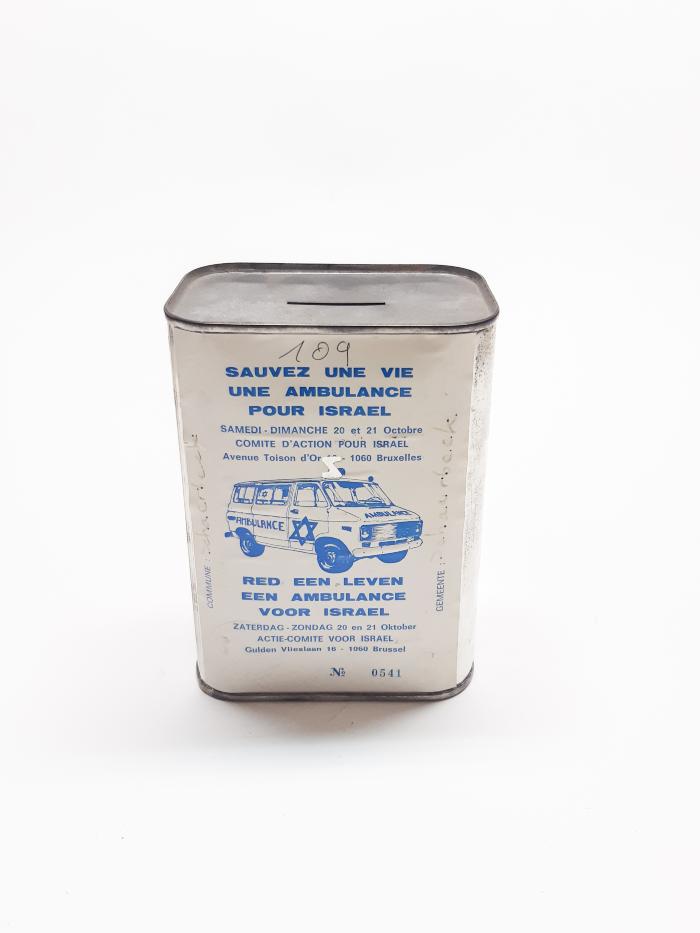 109
SAUVEZ UNE VIE
UNE AMBULANCE
POUR ISRAEL
SAMEDI - DIMANCHE 20 et 21 Octobre
COMITE D'ACTION POUR ISRAEL
Avenue Toison d'Or - 1060 Bruxelles
AMBULANCE
AMBULANCE
COMMUNE :
GEMEENTE :
RED EEN LEVEN
EEN AMBULANCE
VOOR ISRAEL
ZATERDAG - ZONDAG 20 en 21 Oktober
ACTIE-COMITE VOOR ISRAEL
Gulden Vlieslaan 16 - 1060 Brussel
№ 0541